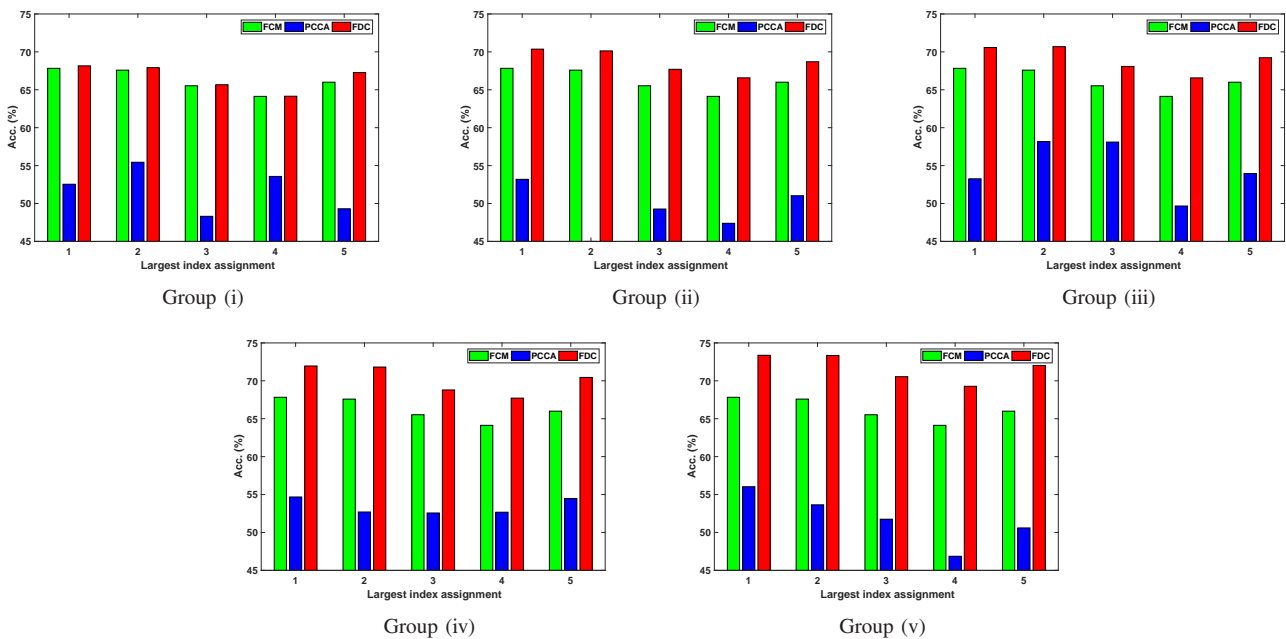 75
70
65
60
55
50
45
Acc. (%)
FCM PCCA FDC
1 2 3 4 5
Largest index assignment
Group (i)
75
70
65
60
55
50
45
Acc. (%)
FCM PCCA FDC
1 2 3 4 5
Largest index assignment
Group (ii)
75
70
65
60
55
50
45
Acc. (%)
FCM PCCA FDC
1 2 3 4 5
Largest index assignment
Group (iii)
75
70
65
60
55
50
45
Acc. (%)
FCM PCCA FDC
1 2 3 4 5
Largest index assignment
Group (iv)
75
70
65
60
55
50
45
Acc. (%)
FCM PCCA FDC
1 2 3 4 5
Largest index assignment
Group (v)